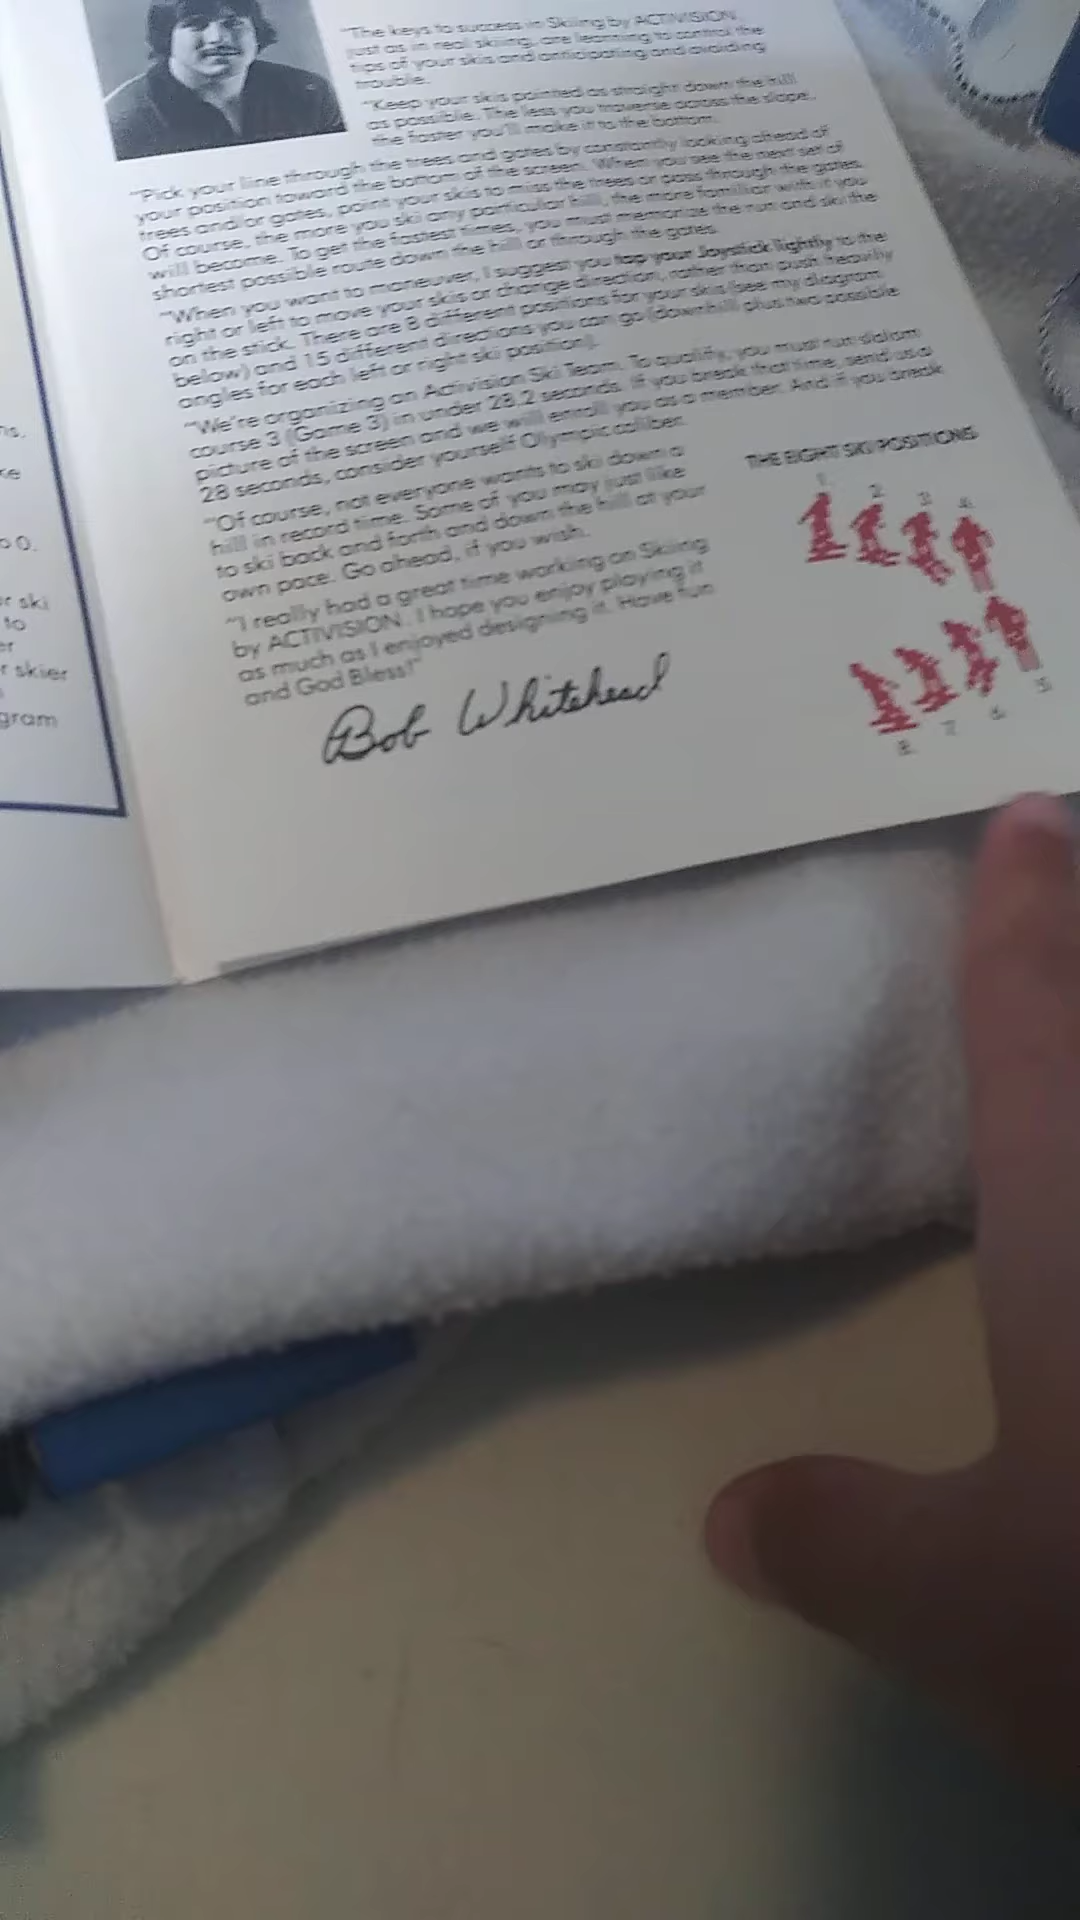 ns.
ke
o 0.
r ski
to
er
r skier
gram
"The keys to success in Skiing by ACTIVISION,
just as in real skiing, are learning to control the
tips of your skis and anticipating and avoiding
trouble.
"Keep your skis pointed as straight down the hill
as possible. The less you traverse across the slope,
the faster you'll make it to the bottom.
"Pick your line through the trees and gates by constantly looking ahead of
your position toward the bottom of the screen. When you see the next set of
trees and/or gates, point your skis to miss the trees or pass through the gates.
Of course, the more you ski any particular hill, the more familiar with it you
will become. To get the fastest times, you must memorize the run and ski the
shortest possible route down the hill or through the gates.
"When you want to maneuver, I suggest you tap your Joystick lightly to the
right or left to move your skis or change direction, rather than push heavily
on the stick. There are 8 different positions for your skis (see my diagram
below) and 15 different directions you can go (downhill plus two possible
angles for each left or right ski position).
"We're organizing an Activision Ski Team. To qualify, you must run slalom
course 3 (Game 3) in under 28.2 seconds. If you break that time, send us a
picture of the screen and we will enroll you as a member. And if you break
28 seconds, consider yourself Olympic caliber.
"Of course, not everyone wants to ski down a
hill in record time. Some of you may just like
to ski back and forth and down the hill at your
own pace. Go ahead, if you wish.
"I really had a great time working on Skiing
by ACTIVISION. I hope you enjoy playing it
as much as I enjoyed designing it. Have fun
and God Bless!"
Bob Whitehead
THE EIGHT SKI POSITIONS
1. 2. 3. 4.
8. 7. 6. 5.